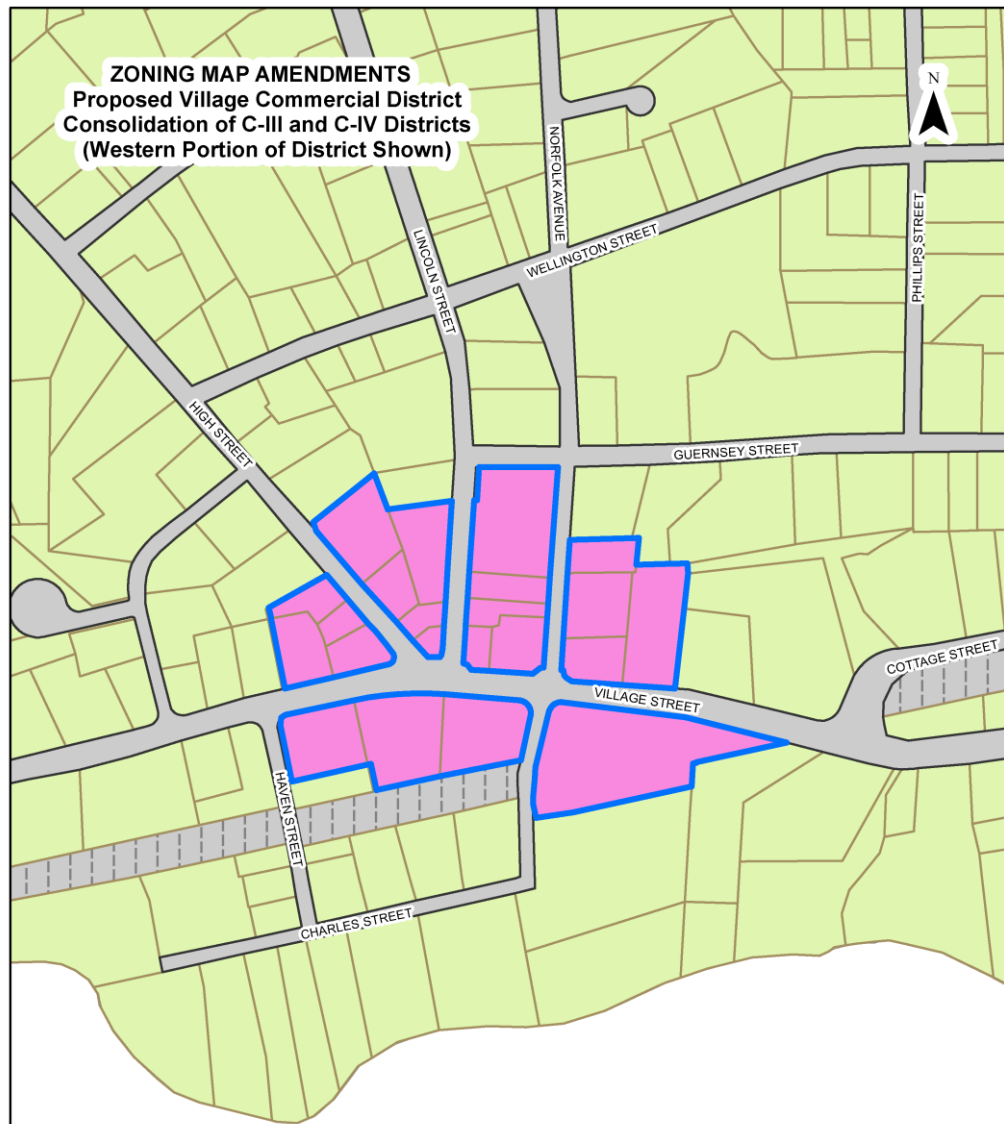 ZONING MAP AMENDMENTS
Proposed Village Commercial District
Consolidation of C-III and C-IV Districts
(Western Portion of District Shown)
N
NORFOLK AVENUE
LINCOLN STREET
WELLINGTON STREET
PHILLIPS STREET
HIGH STREET
GUERNSEY STREET
COTTAGE STREET
VILLAGE STREET
HAVEN STREET
CHARLES STREET